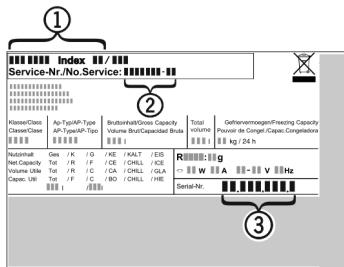 1
Index /
Service-Nr./No.Service: -
2
Klasse/Class Ap-Typ/AP-Type Bruttoinhalt/Gross Capacity Total Gefriervermoegen/Freezing Capacity
Classe/Clase AP-Type/AP-Tipo Volume Brut/Capacidad Bruta volume Pouvoir de Congel./Capac.Congeladora
l l kg / 24 h
Nutzinhalt Ges / K / G / KE / KALT / EIS
Net Capacity Tot / R / F / CE / CHILL / ICE
Volume Utile Tot / R / C / CA / CHILL / GLA
Capac. Util Tot / F / C / BO / CHILL / HIE
l / l
R : g
W A - V Hz
Serial-Nr. . . .
3